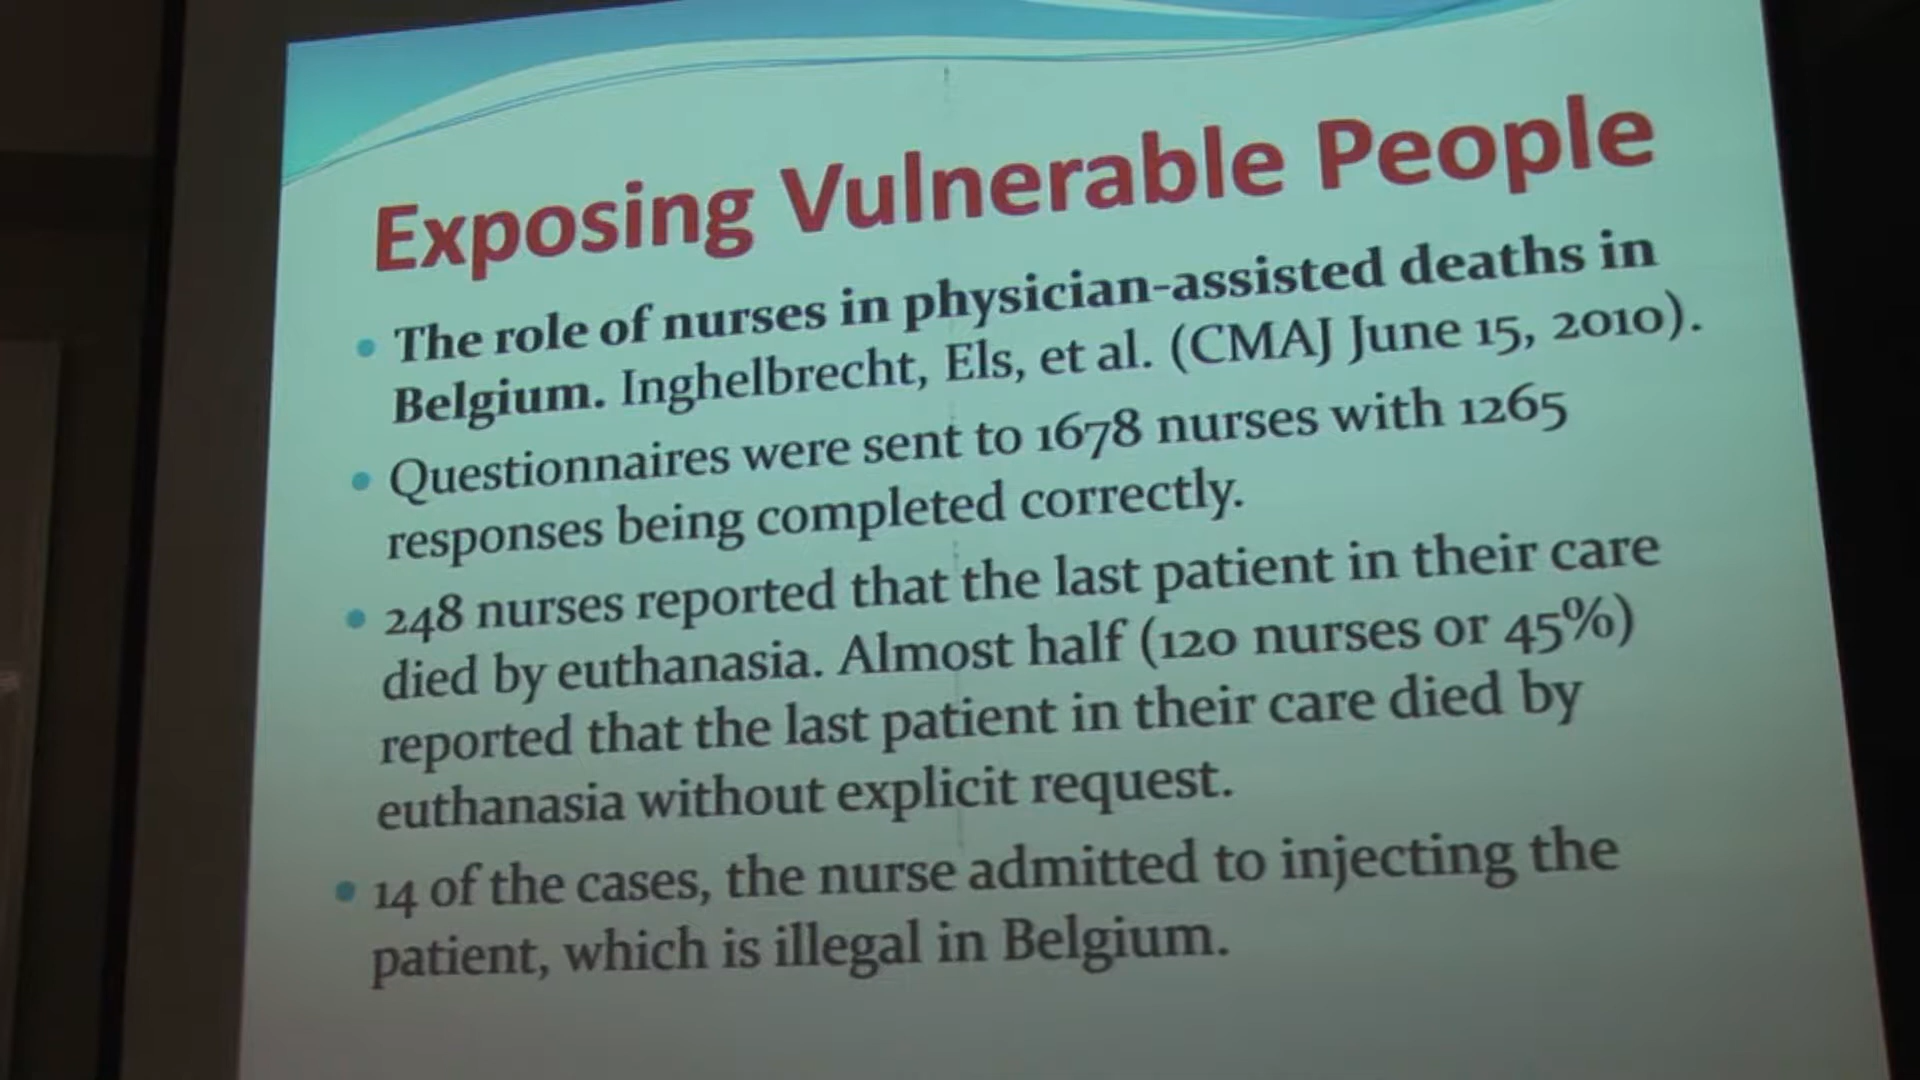 Exposing Vulnerable People
• The role of nurses in physician-assisted deaths in
Belgium. Inghelbrecht, Els, et al. (CMAJ June 15, 2010).
• Questionnaires were sent to 1678 nurses with 1265
responses being completed correctly.
• 248 nurses reported that the last patient in their care
died by euthanasia. Almost half (120 nurses or 45%)
reported that the last patient in their care died by
euthanasia without explicit request.
• 14 of the cases, the nurse admitted to injecting the
patient, which is illegal in Belgium.